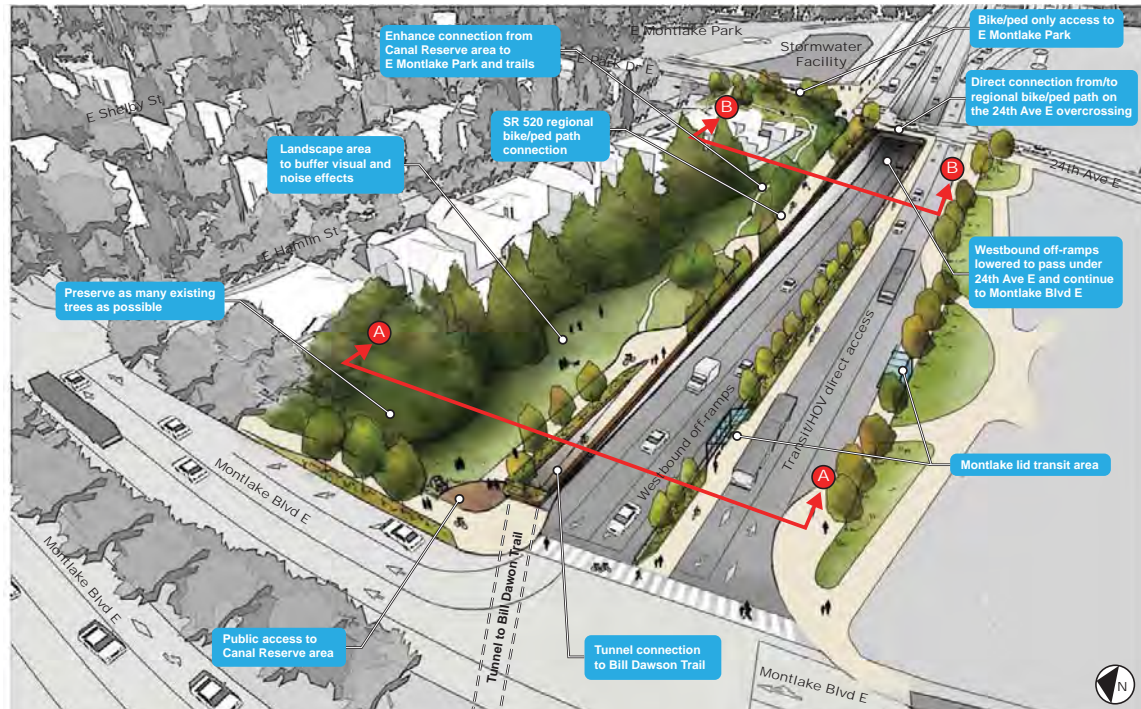 E Montlake Park
Bike/ped only access to
E Montlake Park
Enhance connection from
Canal Reserve area to
E Montlake Park and trails
Stormwater
Facility
E Park Dr E
Direct connection from/to
regional bike/ped path on
the 24th Ave E overcrossing
E Shelby St
B
SR 520 regional
bike/ped path
connection
Landscape area
to buffer visual and
noise effects
24th Ave E
B
E Hamlin St
Westbound off-ramps
lowered to pass under
24th Ave E and continue
to Montlake Blvd E
Preserve as many existing
trees as possible
A
Transit/HOV direct access
Westbound off-ramps
Montlake lid transit area
A
Montlake Blvd E
Montlake Blvd E
Tunnel to Bill Dawon Trail
Public access to
Canal Reserve area
Tunnel connection
to Bill Dawson Trail
Montlake Blvd E
N